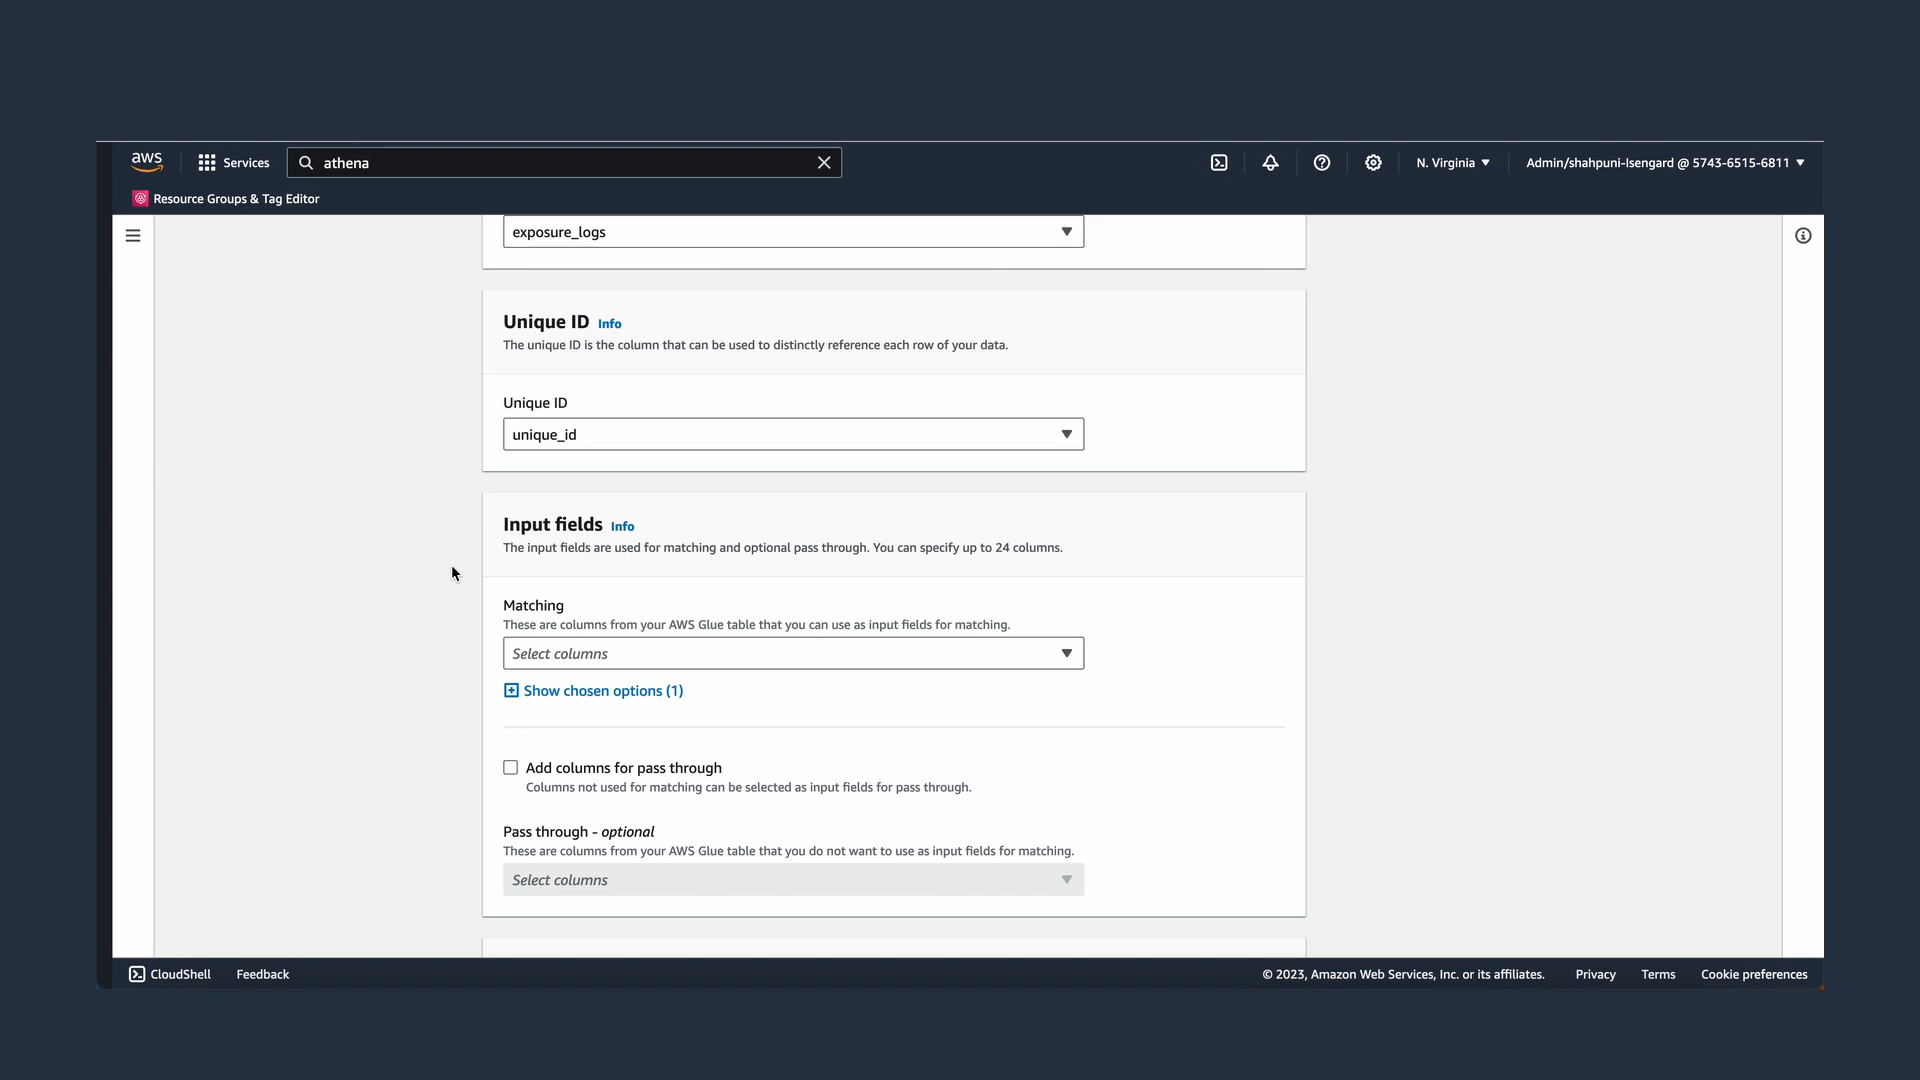 aws
Services
athena
N. Virginia
Admin/shahpuni-Isengard @ 5743-6515-6811
Resource Groups & Tag Editor
exposure_logs
Unique ID Info
The unique ID is the column that can be used to distinctly reference each row of your data.
Unique ID
unique_id
Input fields Info
The input fields are used for matching and optional pass through. You can specify up to 24 columns.
Matching
These are columns from your AWS Glue table that you can use as input fields for matching.
Select columns
Show chosen options (1)
Add columns for pass through
Columns not used for matching can be selected as input fields for pass through.
Pass through - optional
These are columns from your AWS Glue table that you do not want to use as input fields for matching.
Select columns
CloudShell
Feedback
© 2023, Amazon Web Services, Inc. or its affiliates.
Privacy
Terms
Cookie preferences